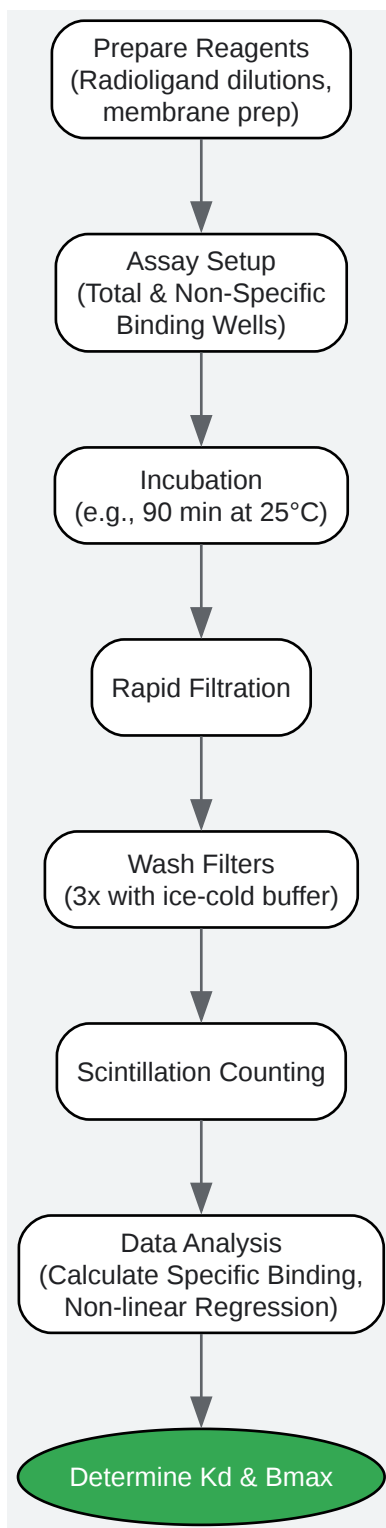 Prepare Reagents
(Radioligand dilutions,
membrane prep)
Assay Setup
(Total & Non-Specific
Binding Wells)
Incubation
(e.g., 90 min at 25°C)
Rapid Filtration
Wash Filters
(3x with ice-cold buffer)
Scintillation Counting
Data Analysis
(Calculate Specific Binding,
Non-linear Regression)
Determine Kd & Bmax